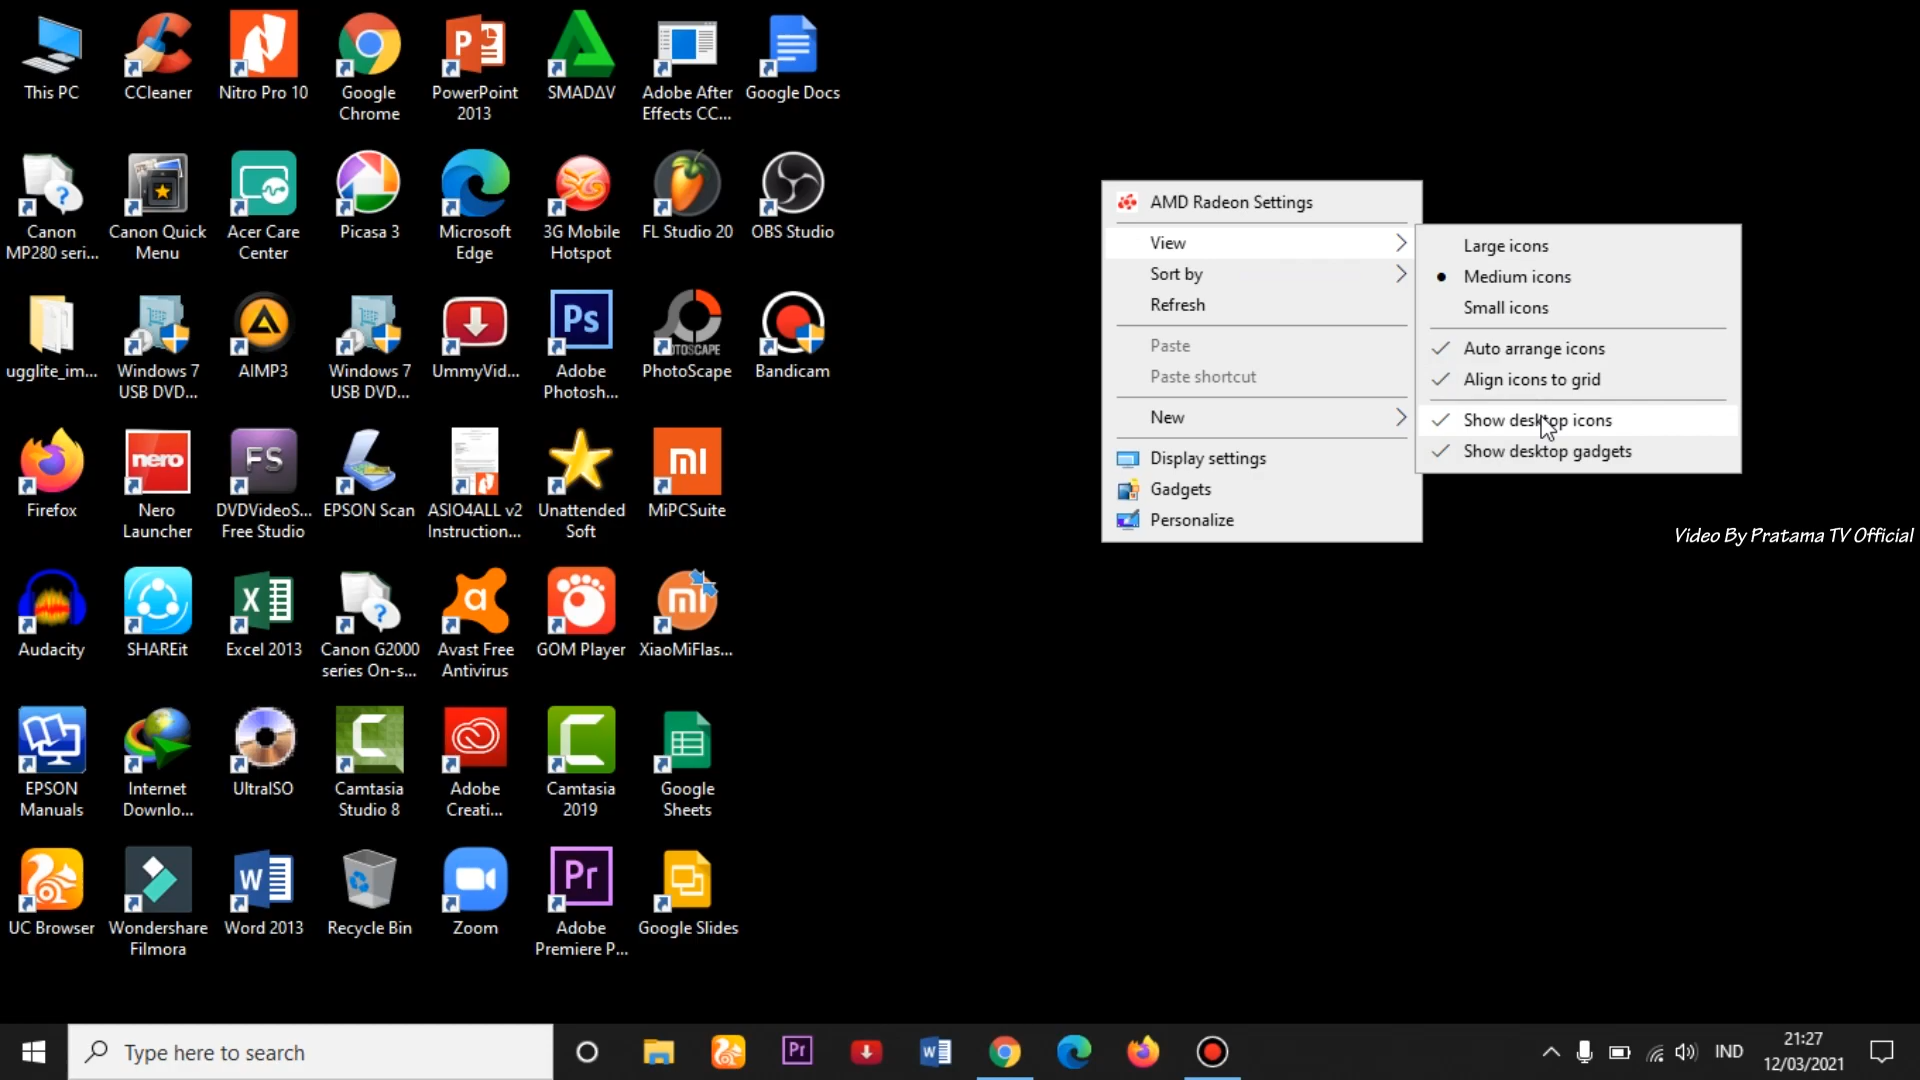 This PC
CCleaner
Nitro Pro 10
Google
Chrome
PowerPoint
2013
SMADΔV
Adobe After
Effects CC...
Google Docs
Canon
MP280 seri...
Canon Quick
Menu
Acer Care
Center
Picasa 3
Microsoft
Edge
3G Mobile
Hotspot
FL Studio 20
OBS Studio
ugglite_im...
Windows 7
USB DVD...
AIMP3
Windows 7
USB DVD...
UmmyVid...
Ps
Adobe
Photosh...
PHOTOSCAPE
PhotoScape
Bandicam
Firefox
nero
Nero
Launcher
FS
DVDVideoS...
Free Studio
EPSON Scan
ASIO4ALL v2
Instruction...
Unattended
Soft
MiPCSuite
Audacity
SHAREit
Excel 2013
Canon G2000
series On-s...
Avast Free
Antivirus
GOM Player
XiaoMiFlas...
EPSON
Manuals
Internet
Downlo...
UltraISO
Camtasia
Studio 8
Adobe
Creati...
Camtasia
2019
Google
Sheets
UC Browser
Wondershare
Filmora
Word 2013
Recycle Bin
Zoom
Pr
Adobe
Premiere P...
Google Slides
AMD Radeon Settings
View
Sort by
Refresh
Paste
Paste shortcut
New
Display settings
Gadgets
Personalize
Large icons
Medium icons
Small icons
Auto arrange icons
Align icons to grid
Show desktop icons
Show desktop gadgets
Video By Pratama TV Official
Type here to search
Pr
IND
21:27
12/03/2021